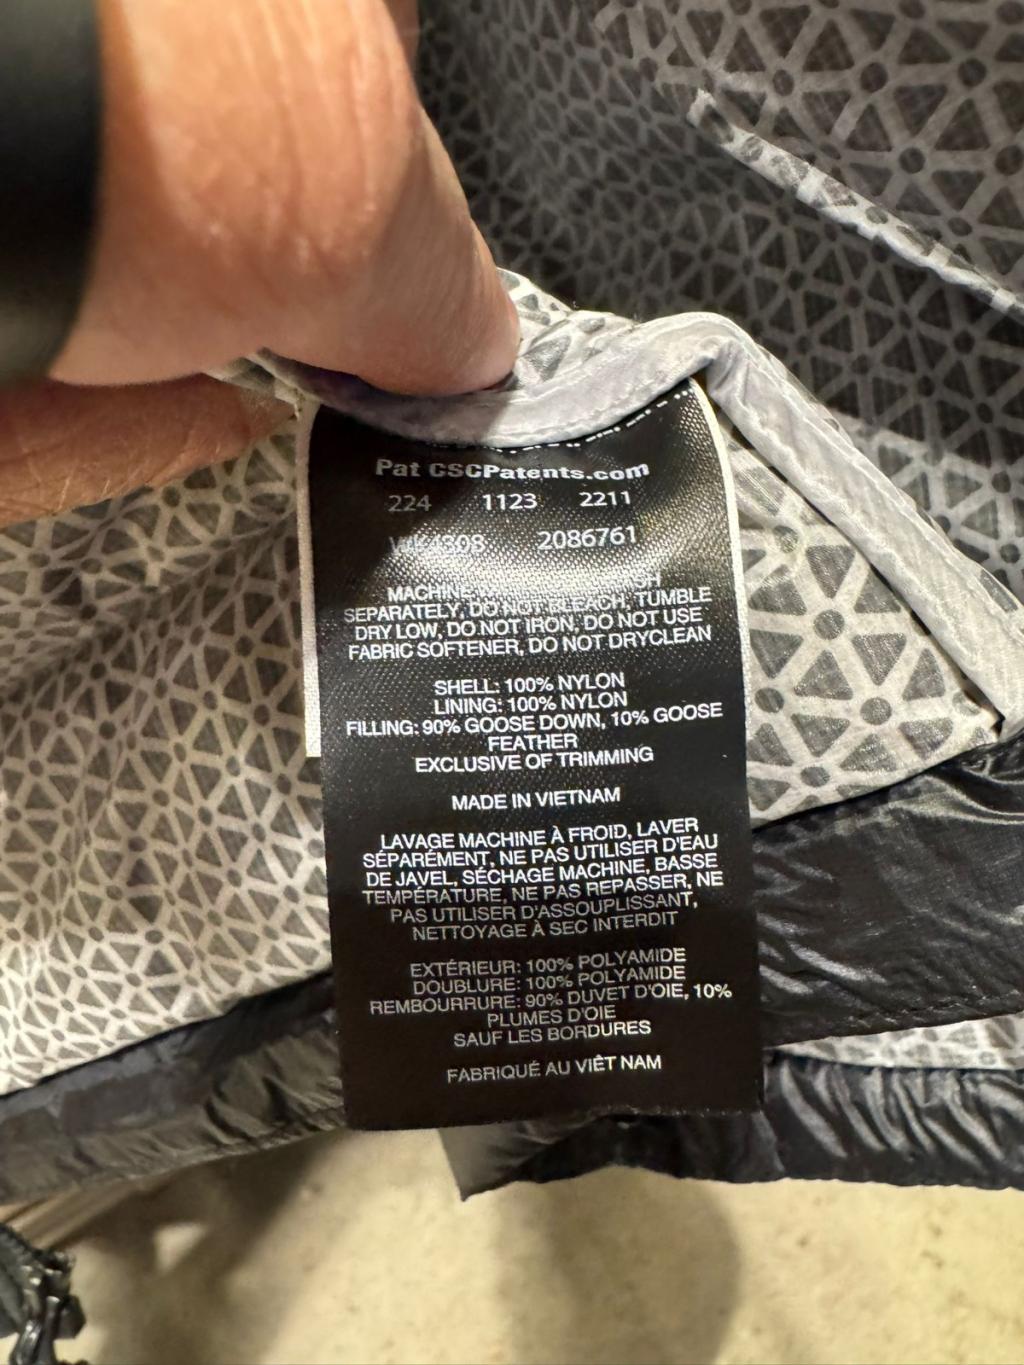 Pat CSCPatents.com
224 1123 2211
2086761
MACHINE
SEPARATELY, DO NOT BLEACH, TUMBLE
DRY LOW, DO NOT IRON, DO NOT USE
FABRIC SOFTENER, DO NOT DRYCLEAN
SHELL: 100% NYLON
LINING: 100% NYLON
FILLING: 90% GOOSE DOWN, 10% GOOSE
FEATHER
EXCLUSIVE OF TRIMMING
MADE IN VIETNAM
LAVAGE MACHINE À FROID, LAVER
SÉPARÉMENT, NE PAS UTILISER D'EAU
DE JAVEL, SÉCHAGE MACHINE, BASSE
TEMPÉRATURE, NE PAS REPASSER, NE
PAS UTILISER D'ASSOUPLISSANT,
NETTOYAGE À SEC INTERDIT
EXTÉRIEUR: 100% POLYAMIDE
DOUBLURE: 100% POLYAMIDE
REMBOURRURE: 90% DUVET D'OIE, 10%
PLUMES D'OIE
SAUF LES BORDURES
FABRIQUÉ AU VIÊT NAM